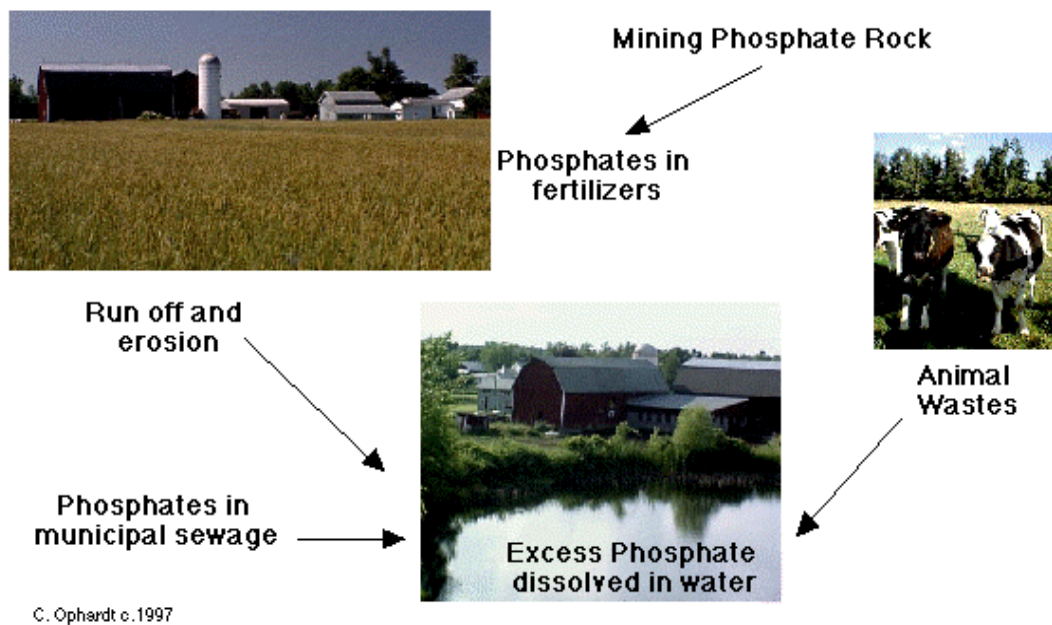 Mining Phosphate Rock
Phosphates in
fertilizers
Run off and
erosion
Animal
Wastes
Phosphates in
municipal sewage
Excess Phosphate
dissolved in water
C. Ophardt c.1997